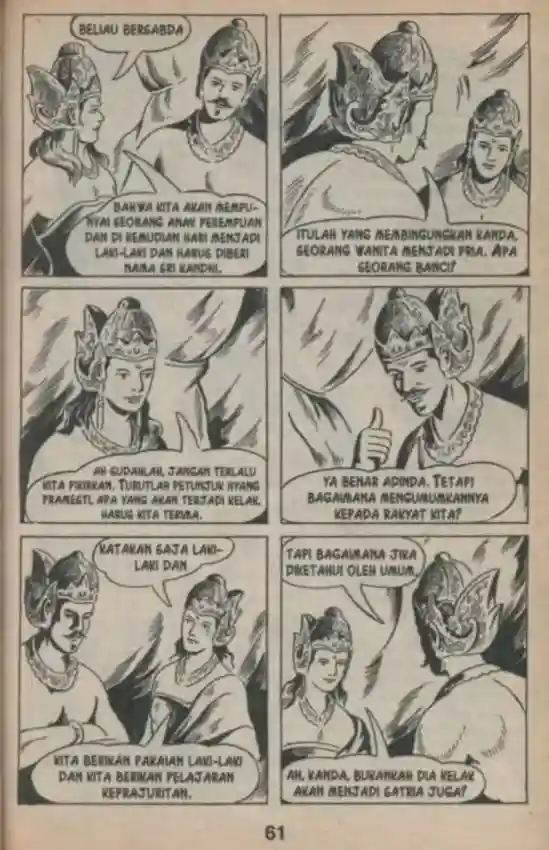 BELIAU BERSABDA
BAHWA KITA AKAN MEMPU-
NYAI SEORANG ANAK PEREMPUAN
DAN DI KEMUDIAN HARI MENJADI
LAKI-LAKI DAN HARUS DIBERI
NAMA SRI KANDHI.
ITULAH YANG MEMBINGUNGKAN KANDA.
SEORANG WANITA MENJADI PRIA. APA
SEORANG BANCI?
AH SUDAHLAH, JANGAN TERLALU
KITA PIKIRKAN. TURUTLAH PETUNJUK HYANG
PRAMESTI, APA YANG AKAN TERJADI KELAK,
HARUS KITA TERIMA.
YA BENAR ADINDA. TETAPI
BAGAIMANA MENGUMUMKANNYA
KEPADA RAKYAT KITA?
KATAKAN SAJA LAKI-
LAKI DAN
KITA BERIKAN PAKAIAN LAKI-LAKI
DAN KITA BERIKAN PELAJARAN
KEPRAJURITAN.
TAPI BAGAIMANA JIKA
DIKETAHUI OLEH UMUM.
AH, KANDA. BUKANKAH DIA KELAK
AKAN MENJADI SATRIA JUGA?
61